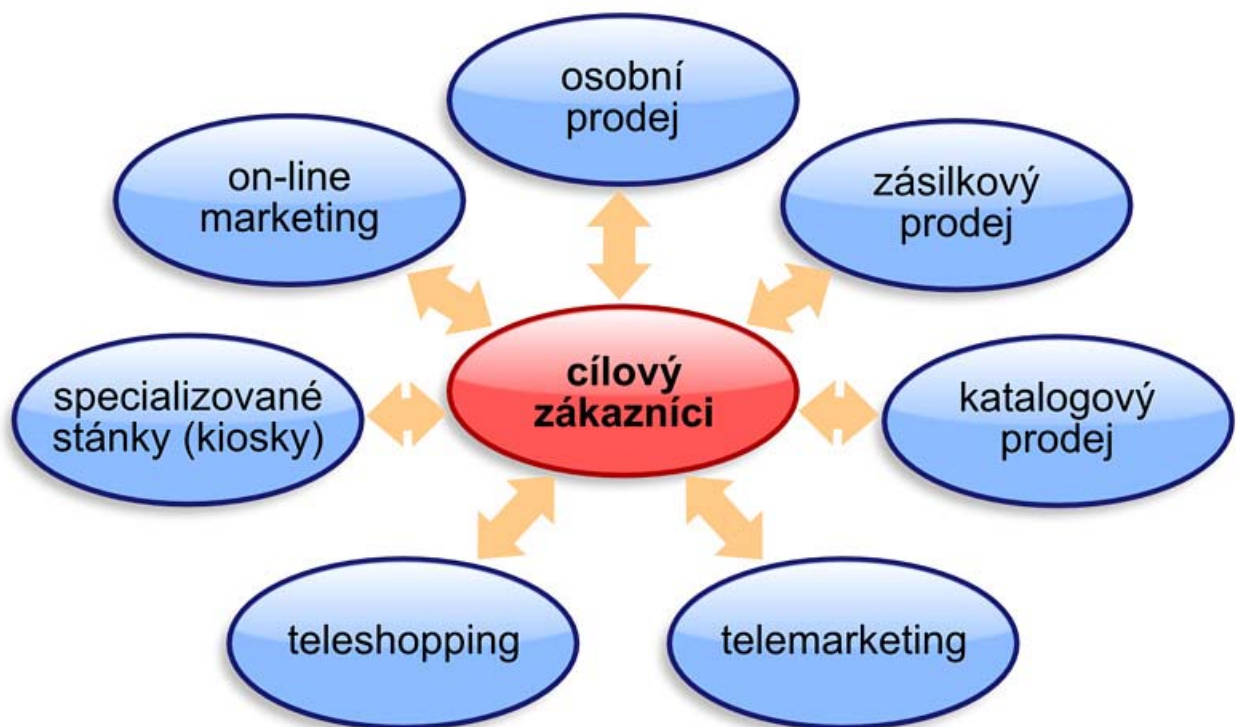 osobní
prodej
on-line
marketing
zásilkový
prodej
cílový
zákazníci
specializované
stánky (kiosky)
katalogový
prodej
teleshopping
telemarketing